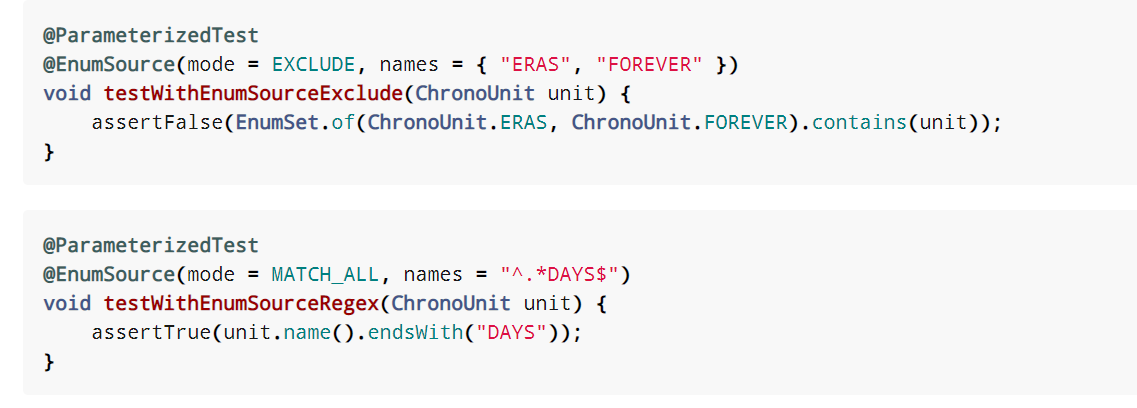 @ParameterizedTest
@EnumSource(mode = EXCLUDE, names = { "ERAS", "FOREVER" })
void testWithEnumSourceExclude(ChronoUnit unit) {
    assertFalse(EnumSet.of(ChronoUnit.ERAS, ChronoUnit.FOREVER).contains(unit));
}
@ParameterizedTest
@EnumSource(mode = MATCH_ALL, names = "^.*DAYS$")
void testWithEnumSourceRegex(ChronoUnit unit) {
    assertTrue(unit.name().endsWith("DAYS"));
}